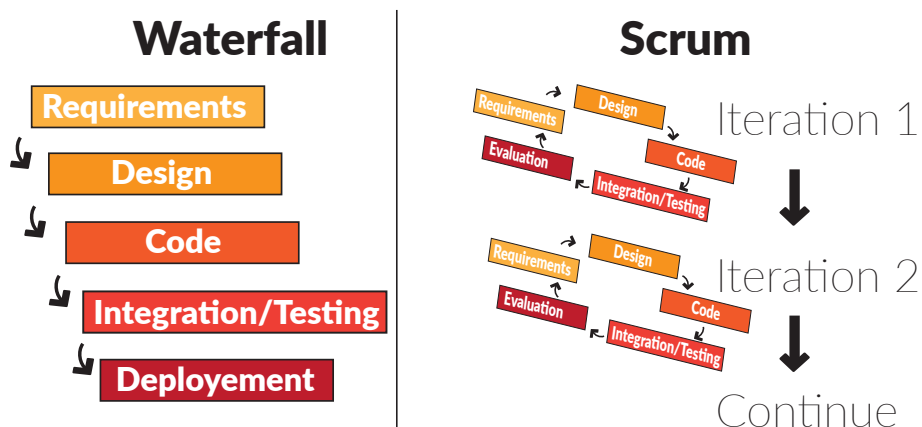 Waterfall
Requirements
Design
Code
Integration/Testing
Deployement
Scrum
Requirements
Design
Code
Integration/Testing
Evaluation
Iteration 1
Requirements
Design
Code
Integration/Testing
Evaluation
Iteration 2
Continue